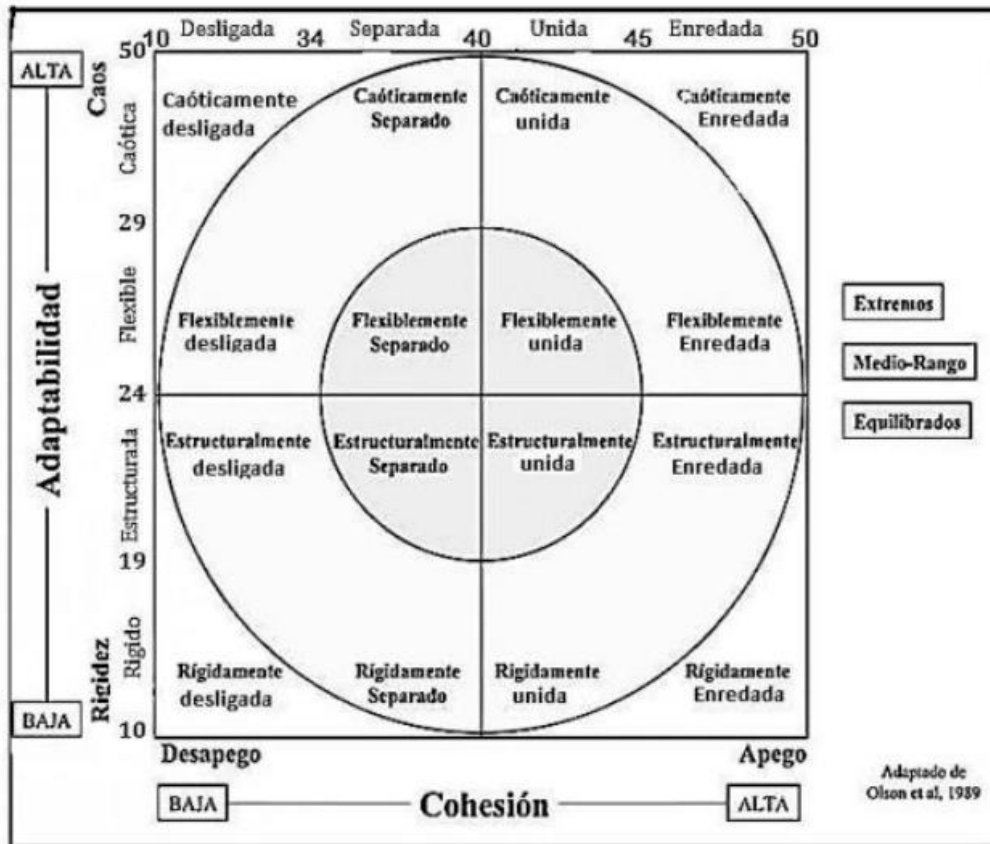 Desligada Separada Unida Enredada
10 34 40 45 50
50
ALTA
Caos
Caótica
Caóticamente
desligada
Caóticamente
Separado
Caóticamente
unida
Caóticamente
Enredada
29
Adaptabilidad
Flexible
Flexiblemente
desligada
Flexiblemente
Separado
Flexiblemente
unida
Flexiblemente
Enredada
24
Estructurada
Estructuralmente
desligada
Estructuralmente
Separado
Estructuralmente
unida
Estructuralmente
Enredada
19
Rigidez
Rígido
Rígidamente
desligada
Rígidamente
Separado
Rigidamente
unida
Rígidamente
Enredada
BAJA
10
Desapego Apego
BAJA Cohesión ALTA
Extremos
Medio-Rango
Equilibrados
Adaptado de
Olson et al, 1989